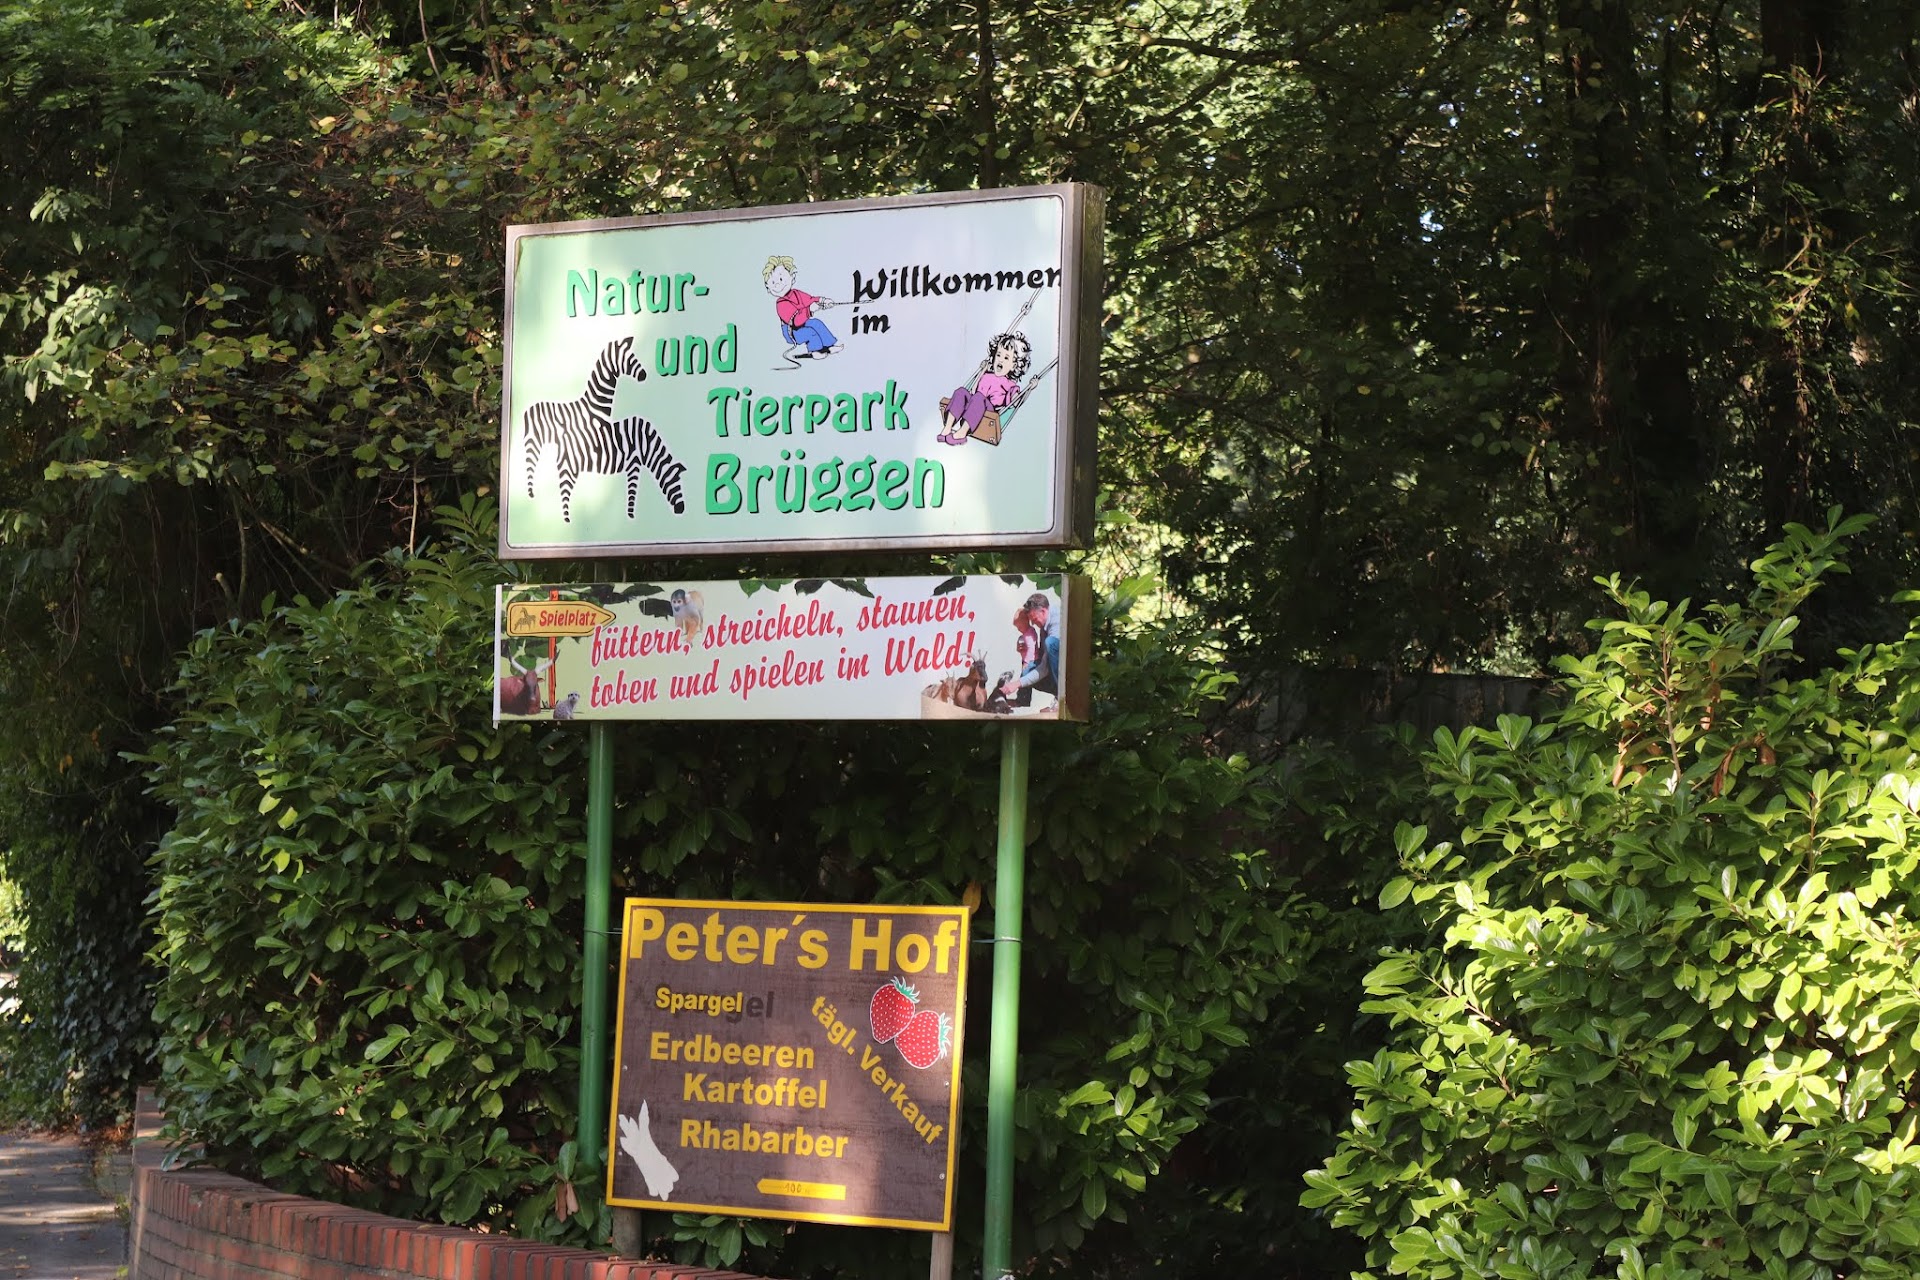 Natur-
und
Tierpark
Brüggen
Willkommen
im
Spielplatz
füttern, streicheln, staunen,
toben und spielen im Wald!
Peter´s Hof
Spargel
Erdbeeren
Kartoffel
Rhabarber
tägl. Verkauf